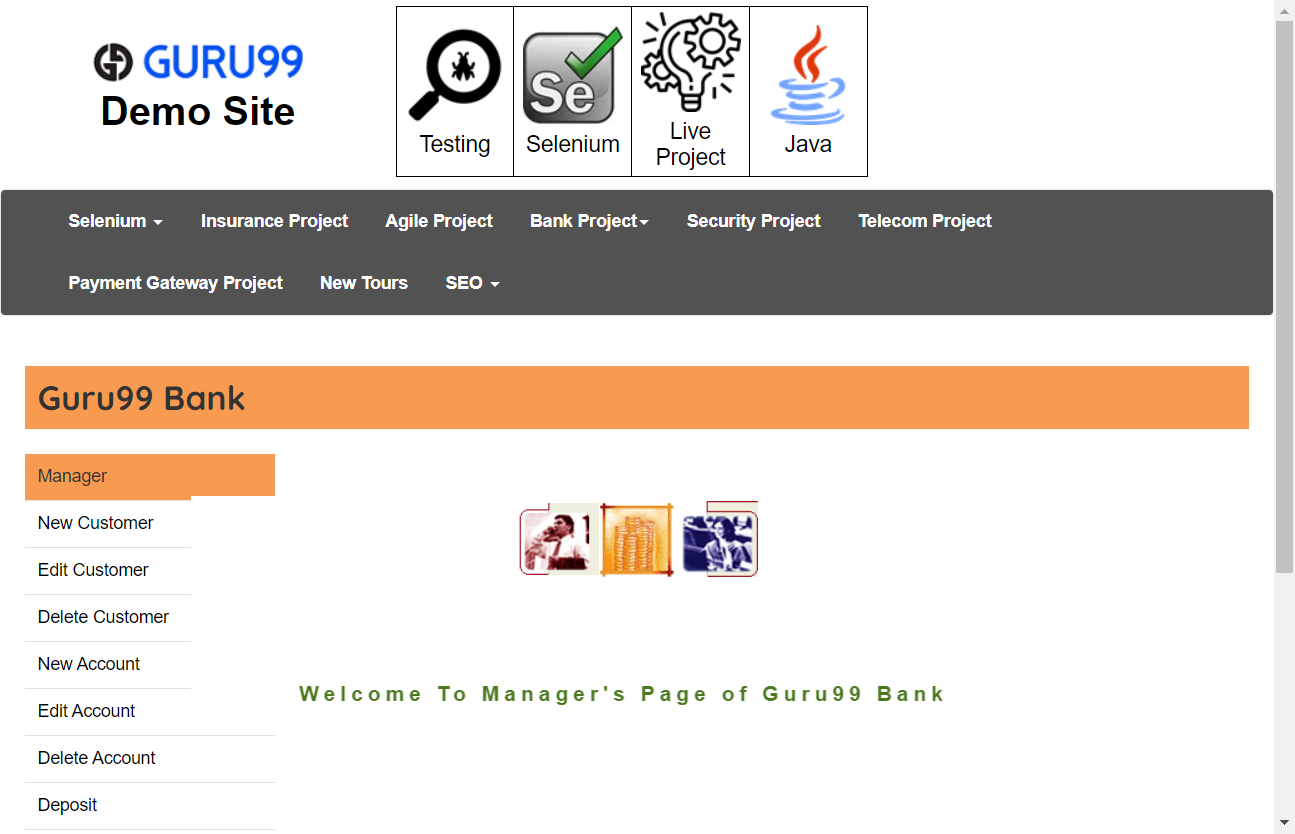 GURU99
Demo Site
Testing
Se
Selenium
Live
Project
Java
Selenium
Insurance Project
Agile Project
Bank Project
Security Project
Telecom Project
Payment Gateway Project
New Tours
SEO
Guru99 Bank
Manager
New Customer
Edit Customer
Delete Customer
New Account
Edit Account
Delete Account
Deposit
Welcome To Manager's Page of Guru99 Bank